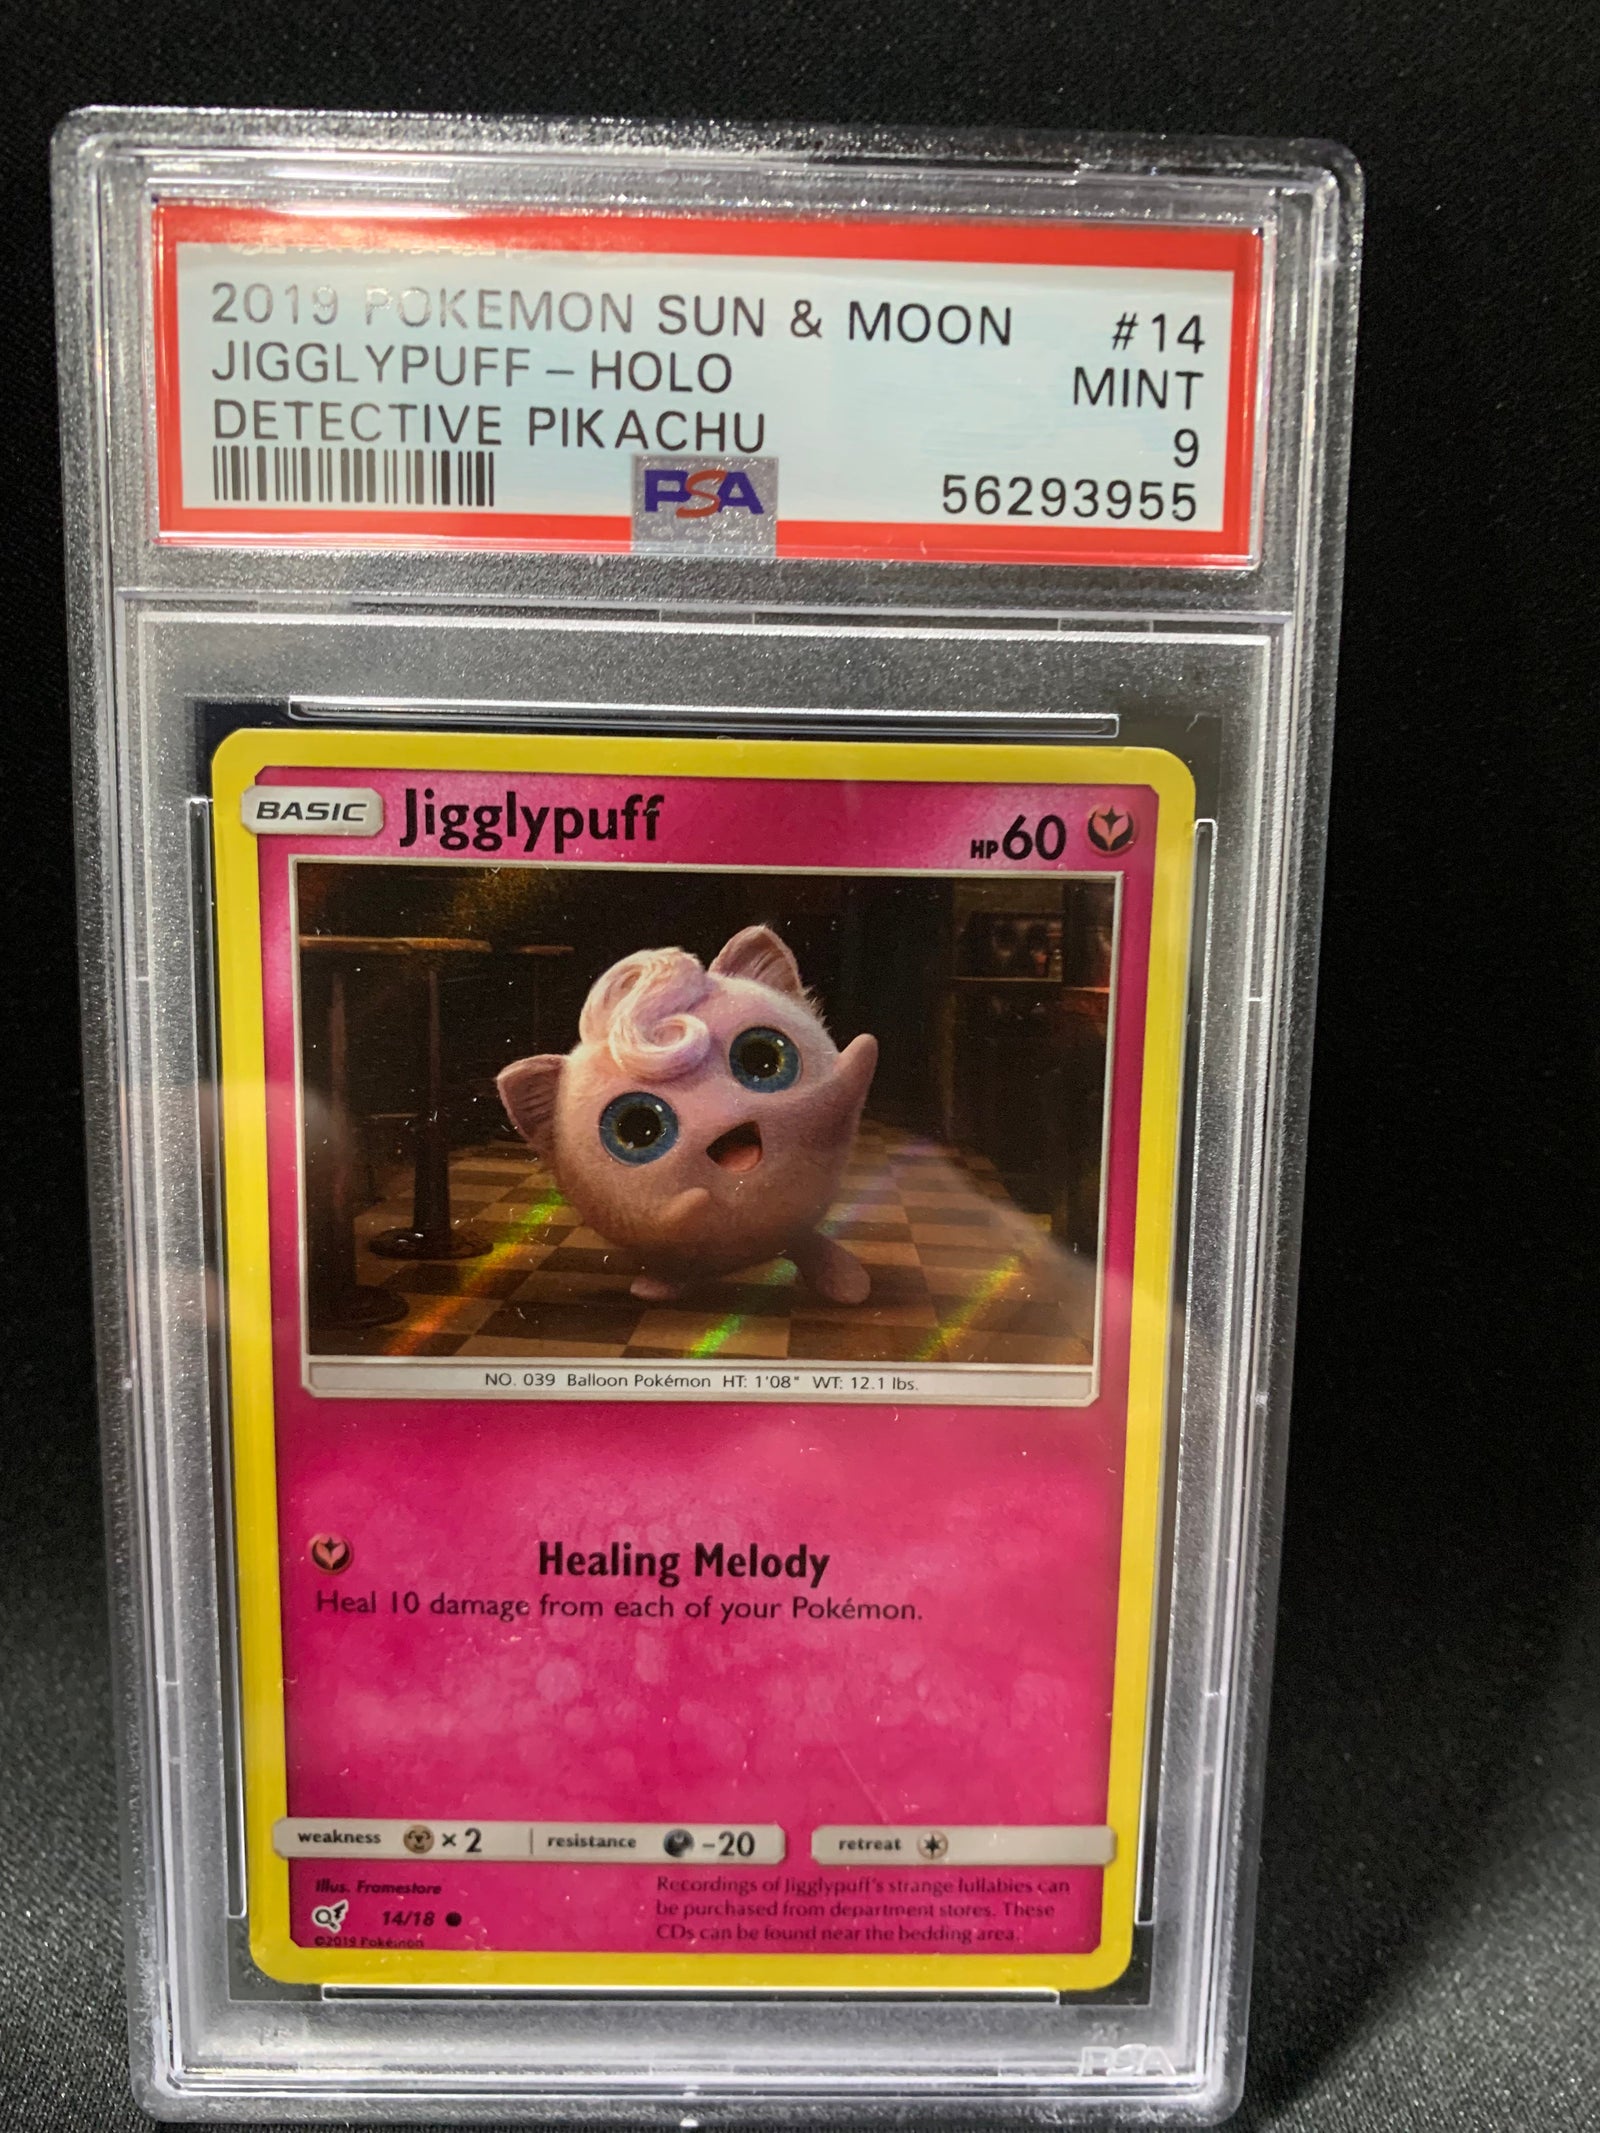 2019 POKEMON SUN & MOON #14
JIGGLYPUFF - HOLO MINT
DETECTIVE PIKACHU 9
PSA 56293955
BASIC Jigglypuff HP 60
NO. 039 Balloon Pokémon HT: 1'08" WT: 12.1 lbs.
Healing Melody
Heal 10 damage from each of your Pokémon.
weakness ×2 resistance -20 retreat
Illus. Framestore
14/18
©2019 Pokémon
Recordings of Jigglypuff's strange lullabies can
be purchased from department stores. These
CDs can be found near the bedding area.
PSA